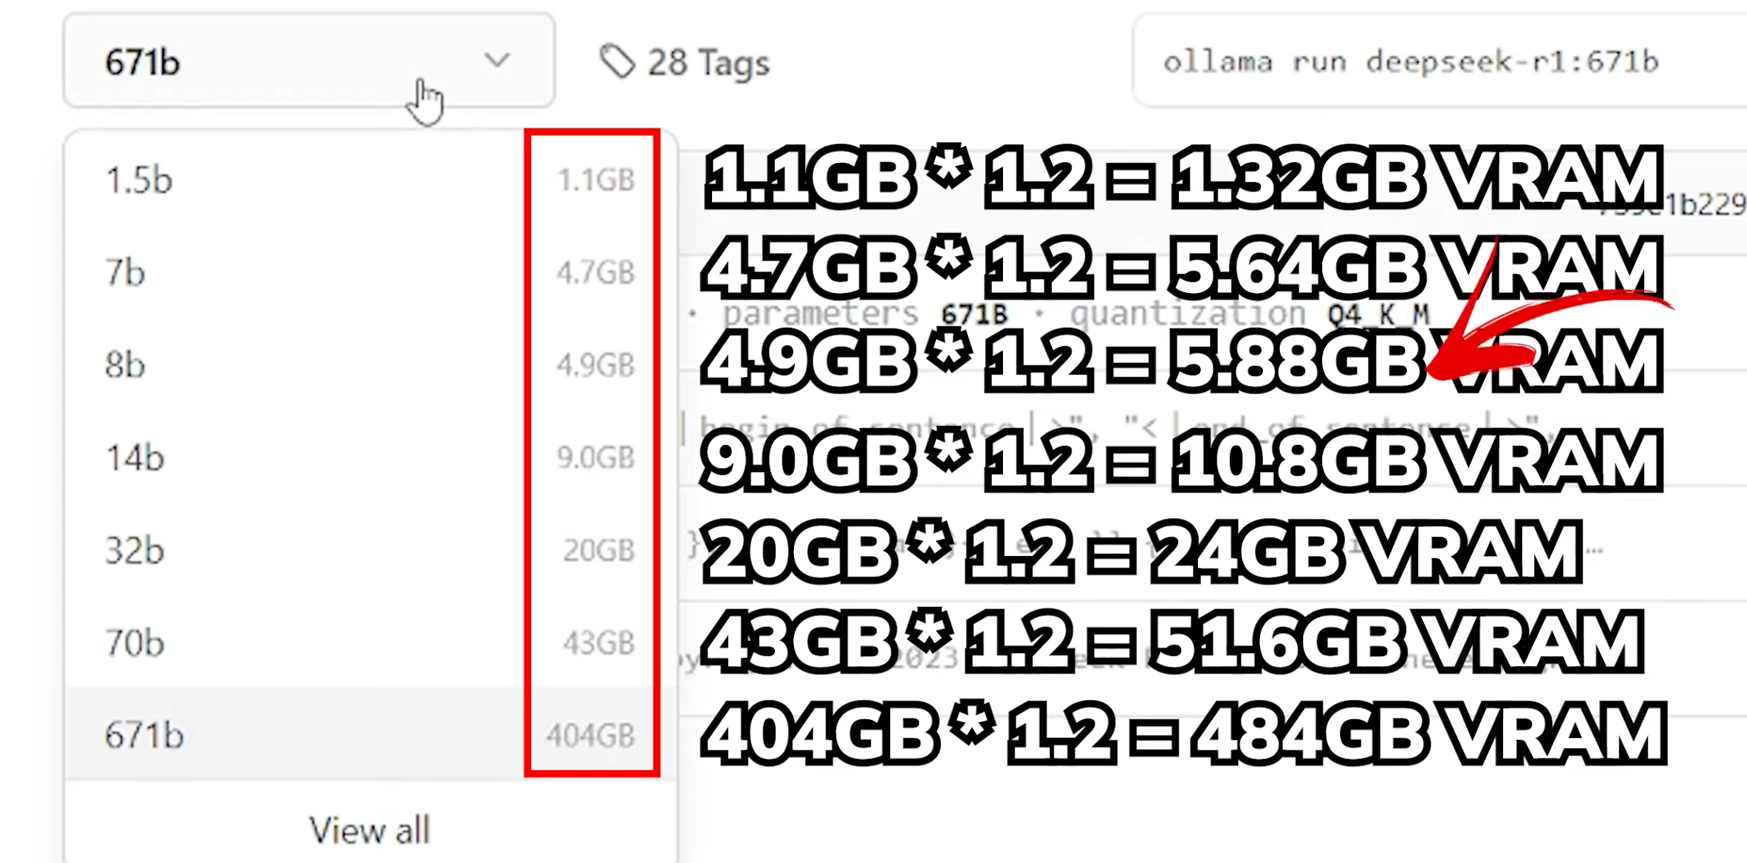 671b
28 Tags
ollama run deepseek-r1:671b
1.5b 1.1GB 1.1GB * 1.2 = 1.32GB VRAM
1b229
7b 4.7GB 4.7GB * 1.2 = 5.64GB VRAM
· parameters 671B · quantization Q4_K_M
8b 4.9GB 4.9GB * 1.2 = 5.88GB VRAM
begin_of_sentence | >", "< | end_of_sentence | >",
14b 9.0GB 9.0GB * 1.2 = 10.8GB VRAM
32b 20GB 20GB * 1.2 = 24GB VRAM
70b 43GB 43GB * 1.2 = 51.6GB VRAM
2023
671b 404GB 404GB * 1.2 = 484GB VRAM
View all